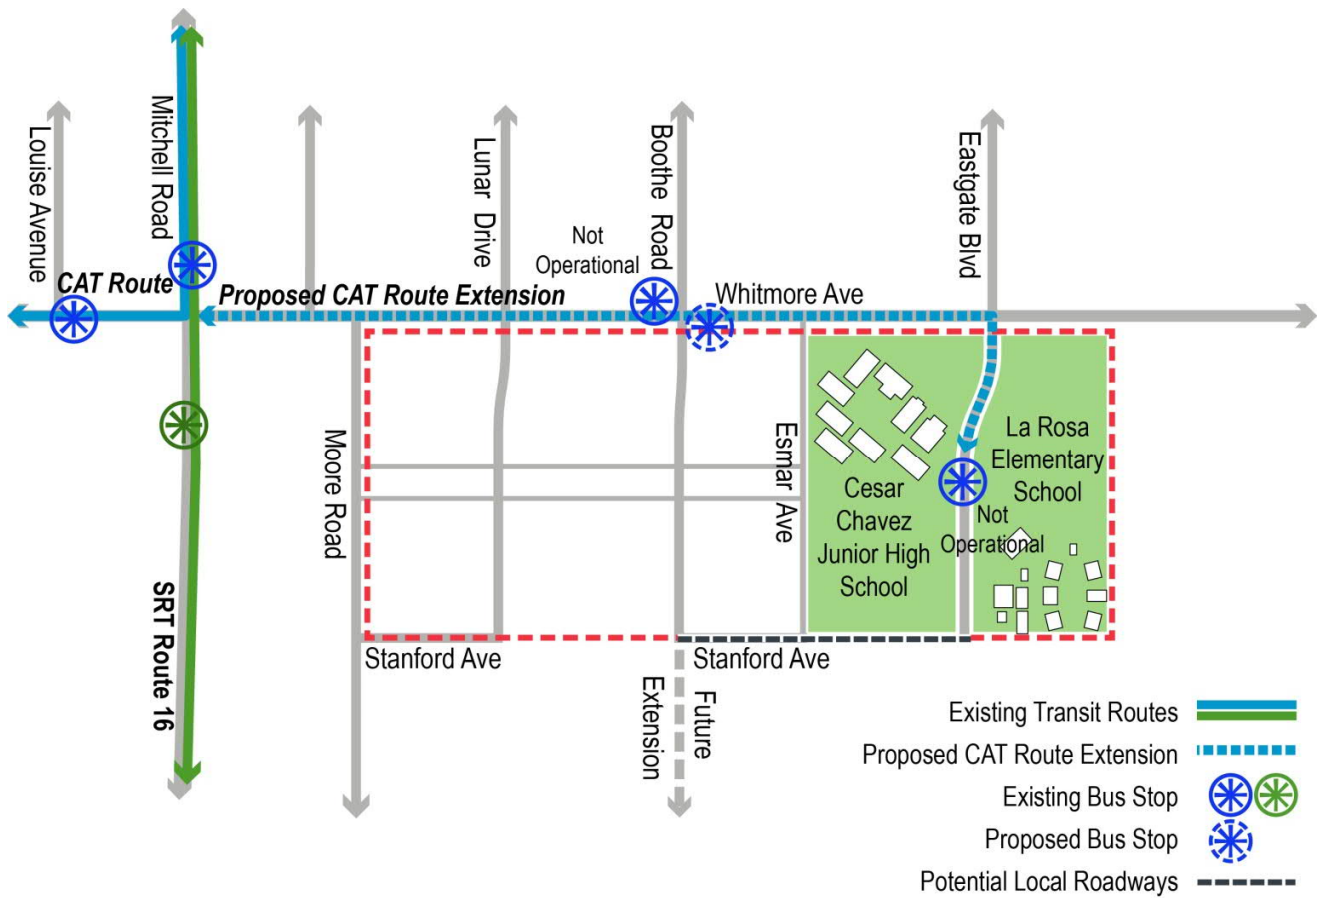 Louise Avenue
Mitchell Road
Lunar Drive
Boothe Road
Eastgate Blvd
Not
Operational
CAT Route
Proposed CAT Route Extension
Whitmore Ave
Moore Road
Esmar Ave
La Rosa
Elementary
School
Cesar
Chavez
Junior High
School
Not
Operational
SRT Route 16
Stanford Ave
Stanford Ave
Future
Extension
Existing Transit Routes
Proposed CAT Route Extension
Existing Bus Stop
Proposed Bus Stop
Potential Local Roadways